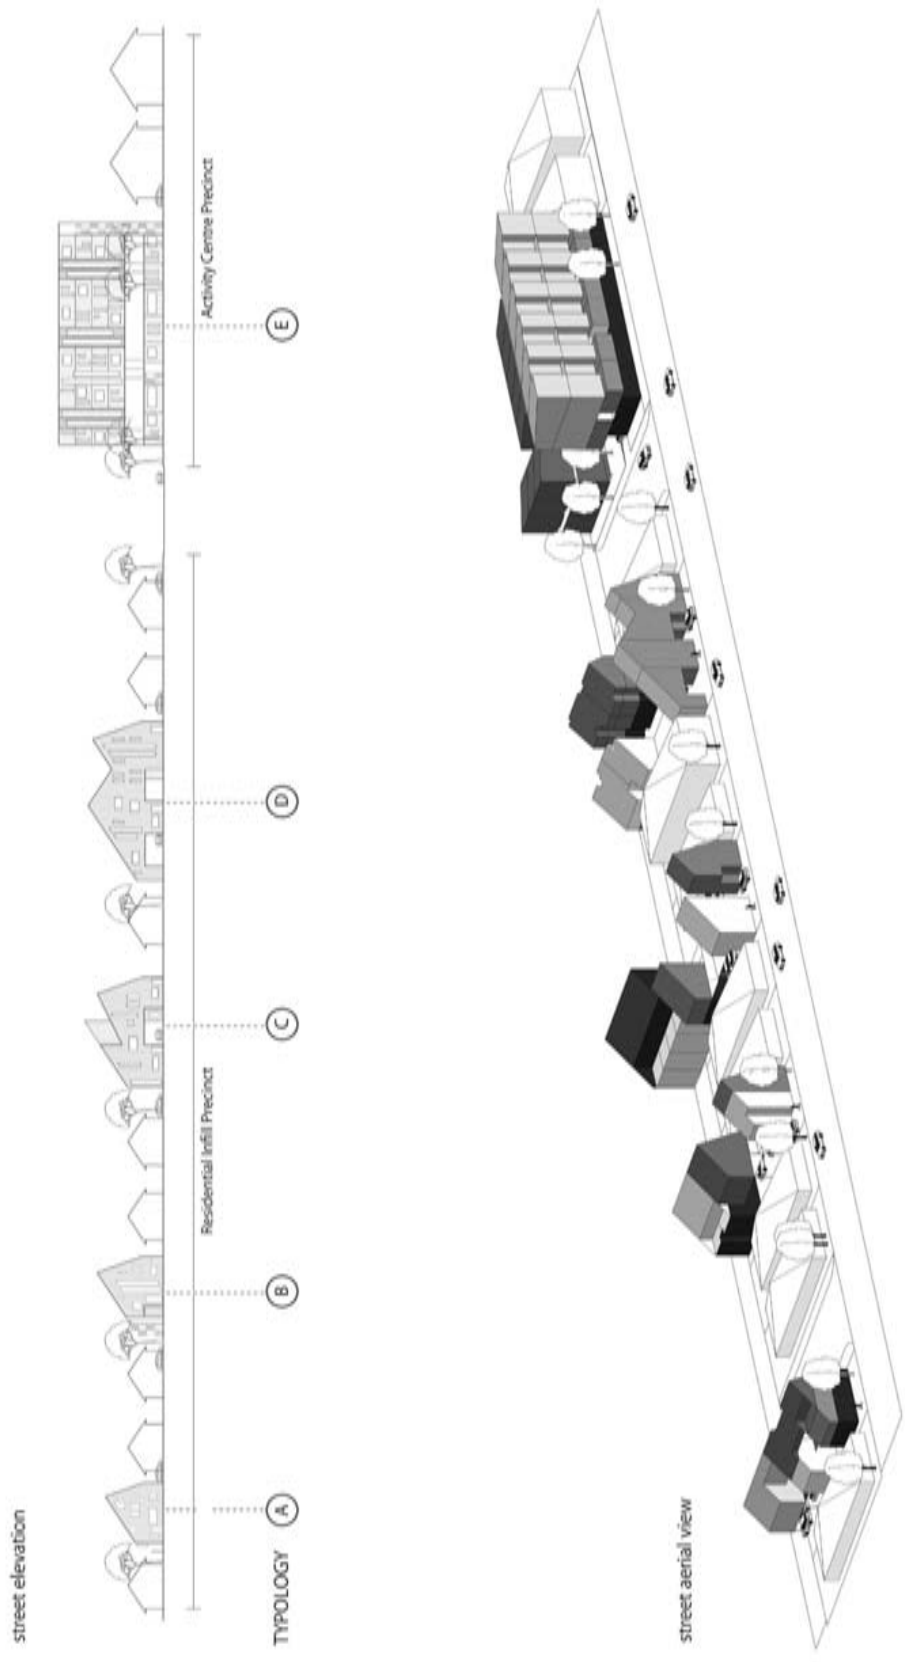 street elevation
Residential Infill Precinct
Activity Centre Precinct
TYPOLOGY
A
B
C
D
E
street aerial view